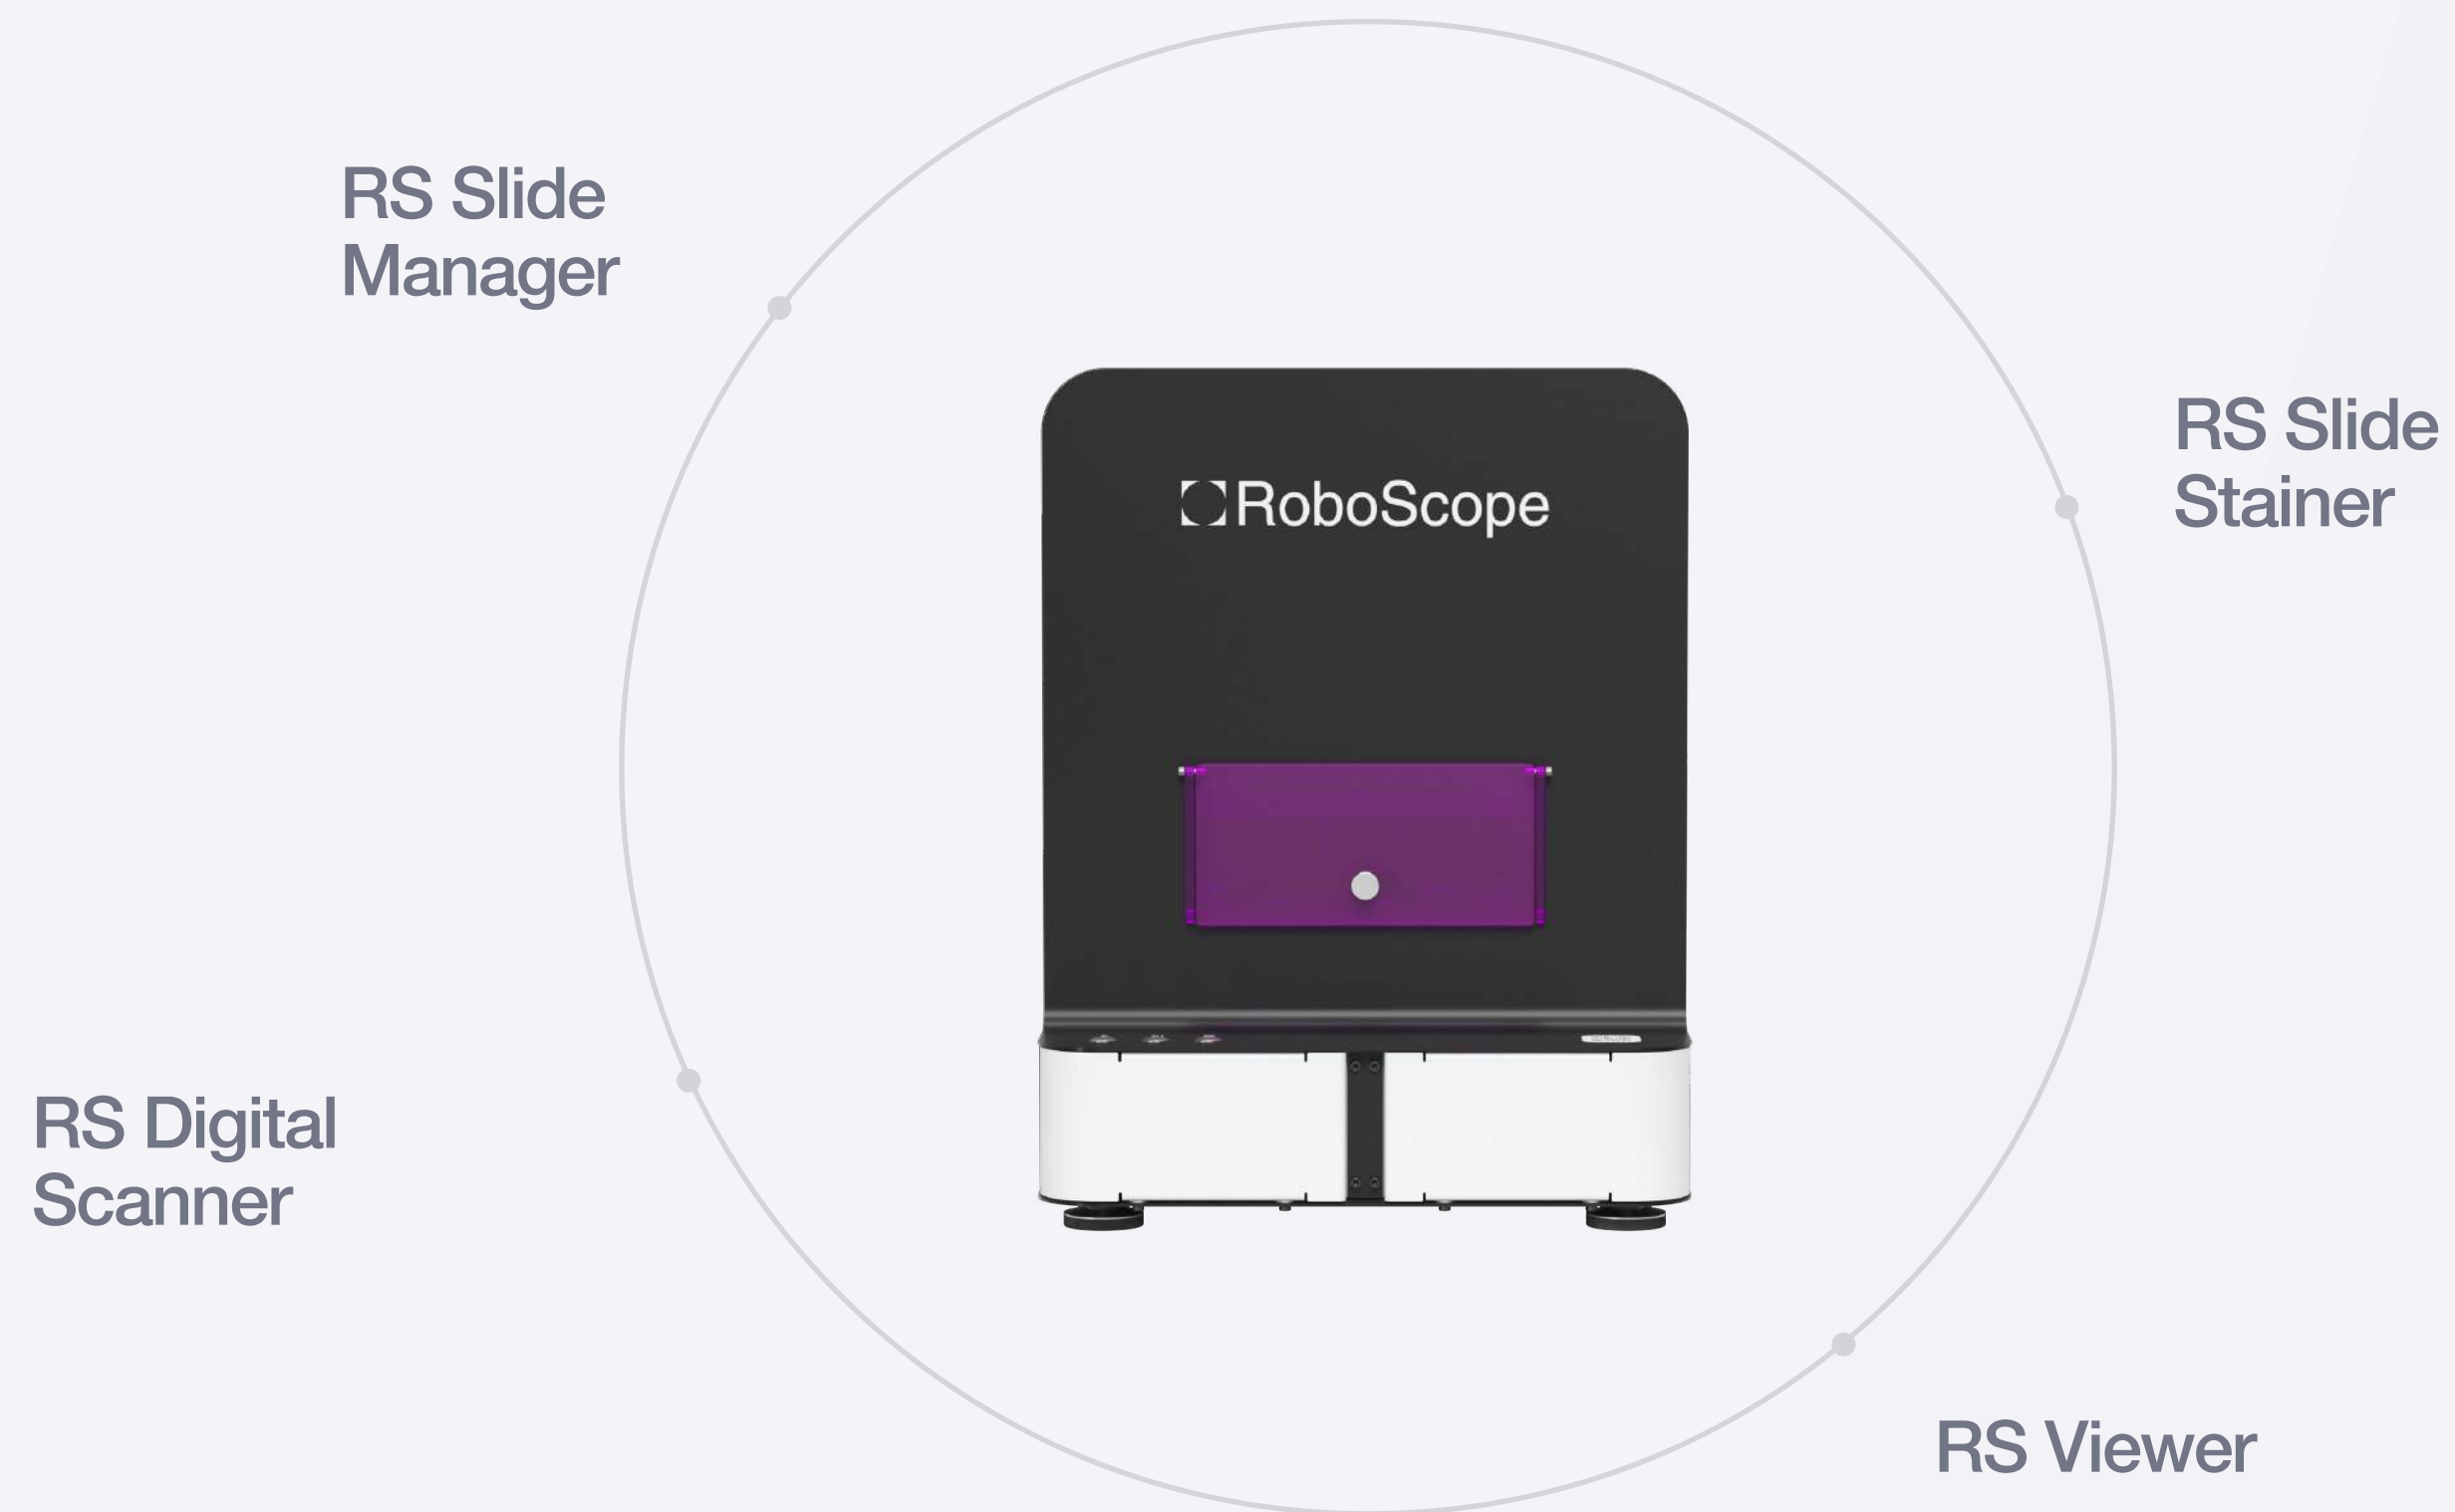 RS Slide
Manager
RS Slide
Stainer
RoboScope
RS Digital
Scanner
RS Viewer